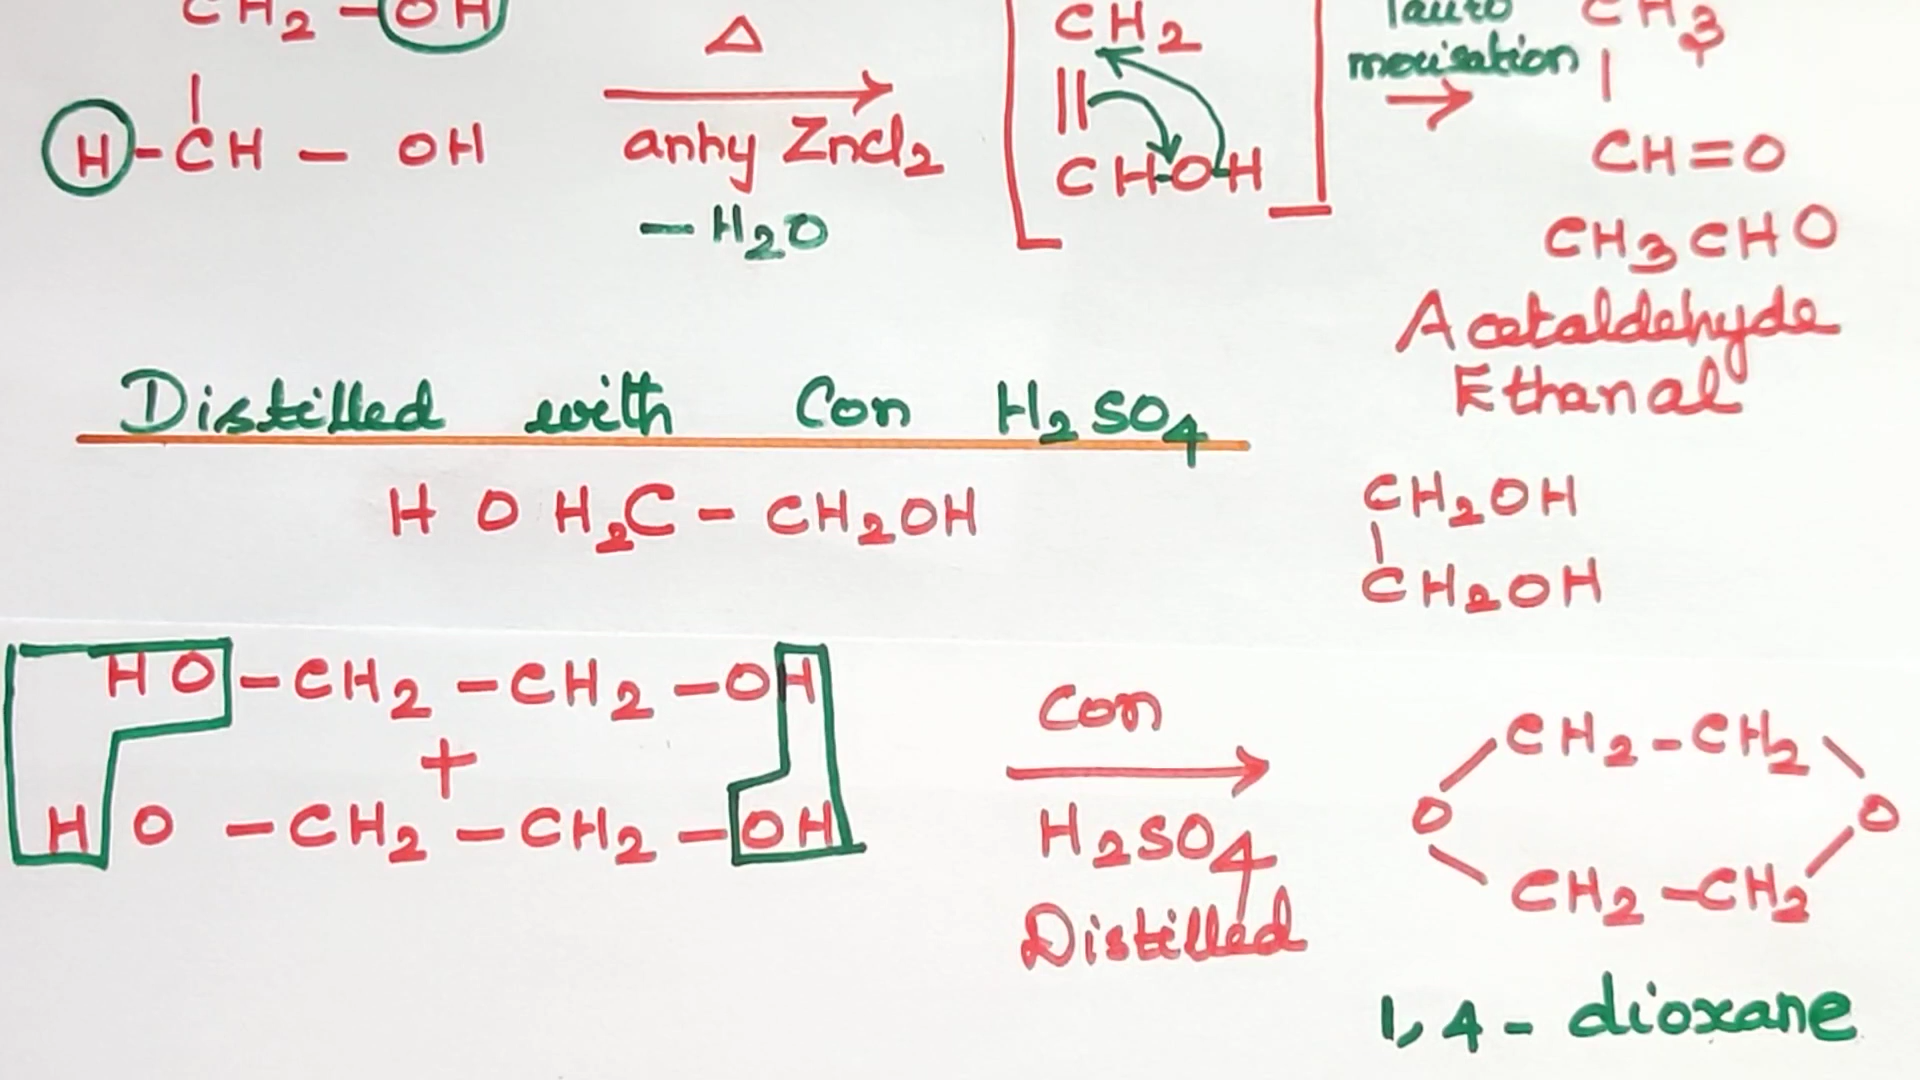 CH2 – OH
|
H – CH – OH
Δ
anhy ZnCl2
– H2O
CH2
||
CHOH
Tauto
merisation
CH3
|
CH=O
CH3CHO
Acetaldehyde
Ethanal
Distilled with Con H2SO4
H O H2C – CH2OH
CH2OH
|
CH2OH
HO – CH2 – CH2 – OH
+
HO – CH2 – CH2 – OH
Con
H2SO4
Distilled
CH2 – CH2
O O
CH2 – CH2
1,4 - dioxane